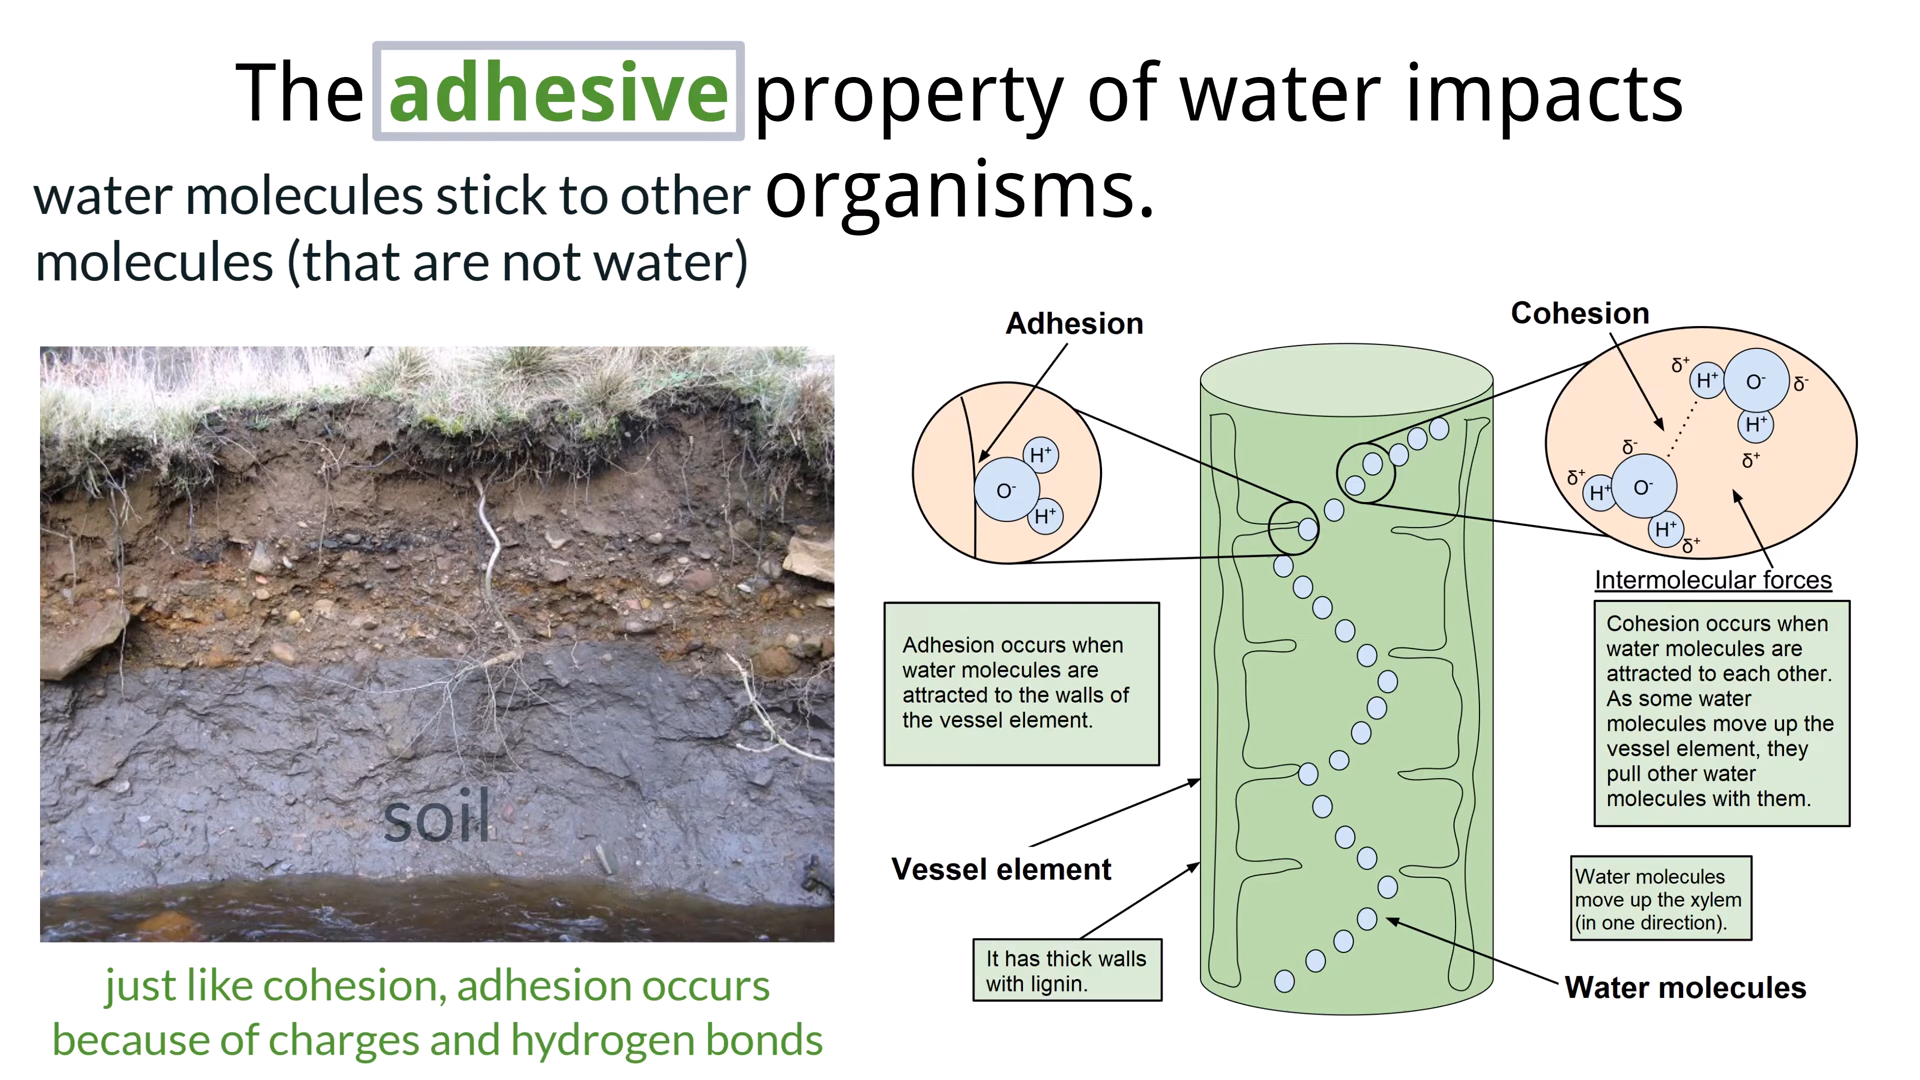 The adhesive property of water impacts
organisms.
water molecules stick to other
molecules (that are not water)
soil
just like cohesion, adhesion occurs
because of charges and hydrogen bonds
Adhesion
H⁺
O⁻
H⁺
Adhesion occurs when
water molecules are
attracted to the walls of
the vessel element.
Vessel element
It has thick walls
with lignin.
Cohesion
δ⁺ H⁺ O⁻ δ⁻
H⁺
δ⁻ δ⁺
δ⁺ H⁺ O⁻
H⁺ δ⁺
Intermolecular forces
Cohesion occurs when
water molecules are
attracted to each other.
As some water
molecules move up the
vessel element, they
pull other water
molecules with them.
Water molecules
move up the xylem
(in one direction).
Water molecules